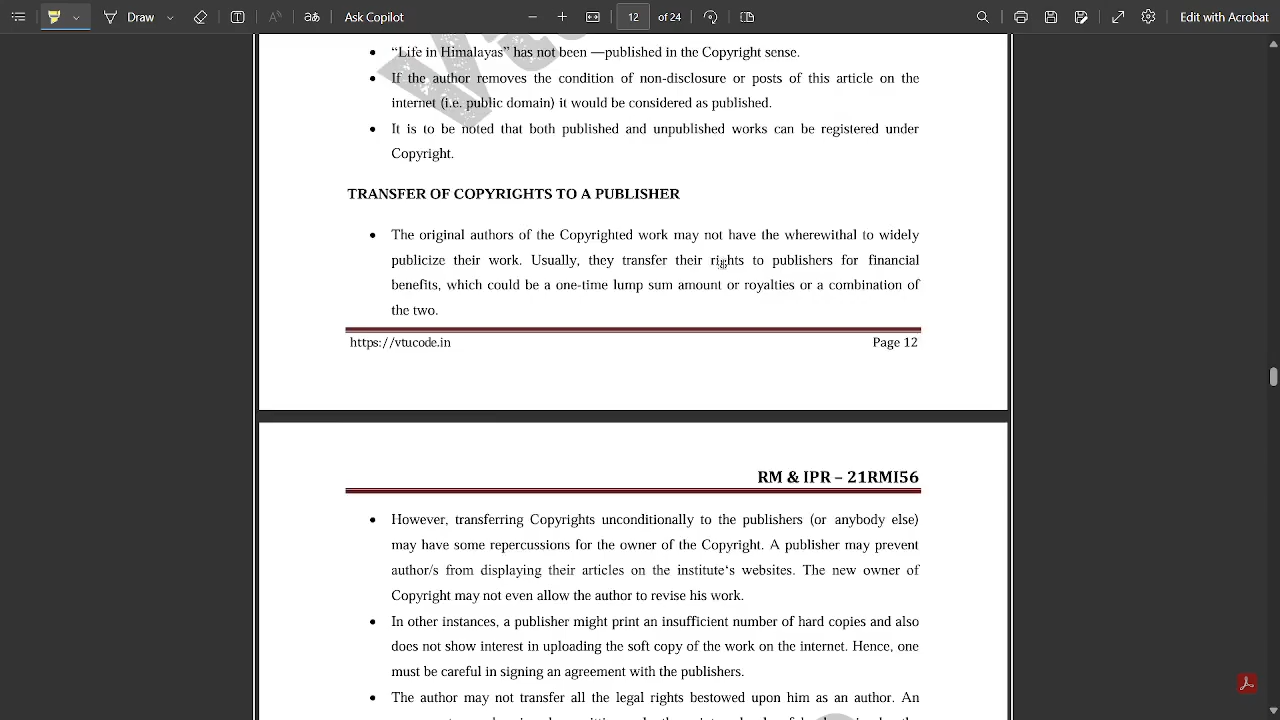 Draw
Ask Copilot
12
of 24
Edit with Acrobat
• “Life in Himalayas” has not been —published in the Copyright sense.
• If the author removes the condition of non-disclosure or posts of this article on the
internet (i.e. public domain) it would be considered as published.
• It is to be noted that both published and unpublished works can be registered under
Copyright.
TRANSFER OF COPYRIGHTS TO A PUBLISHER
• The original authors of the Copyrighted work may not have the wherewithal to widely
publicize their work. Usually, they transfer their rights to publishers for financial
benefits, which could be a one-time lump sum amount or royalties or a combination of
the two.
https://vtucode.in
Page 12
RM & IPR – 21RMI56
• However, transferring Copyrights unconditionally to the publishers (or anybody else)
may have some repercussions for the owner of the Copyright. A publisher may prevent
author/s from displaying their articles on the institute‘s websites. The new owner of
Copyright may not even allow the author to revise his work.
• In other instances, a publisher might print an insufficient number of hard copies and also
does not show interest in uploading the soft copy of the work on the internet. Hence, one
must be careful in signing an agreement with the publishers.
• The author may not transfer all the legal rights bestowed upon him as an author. An